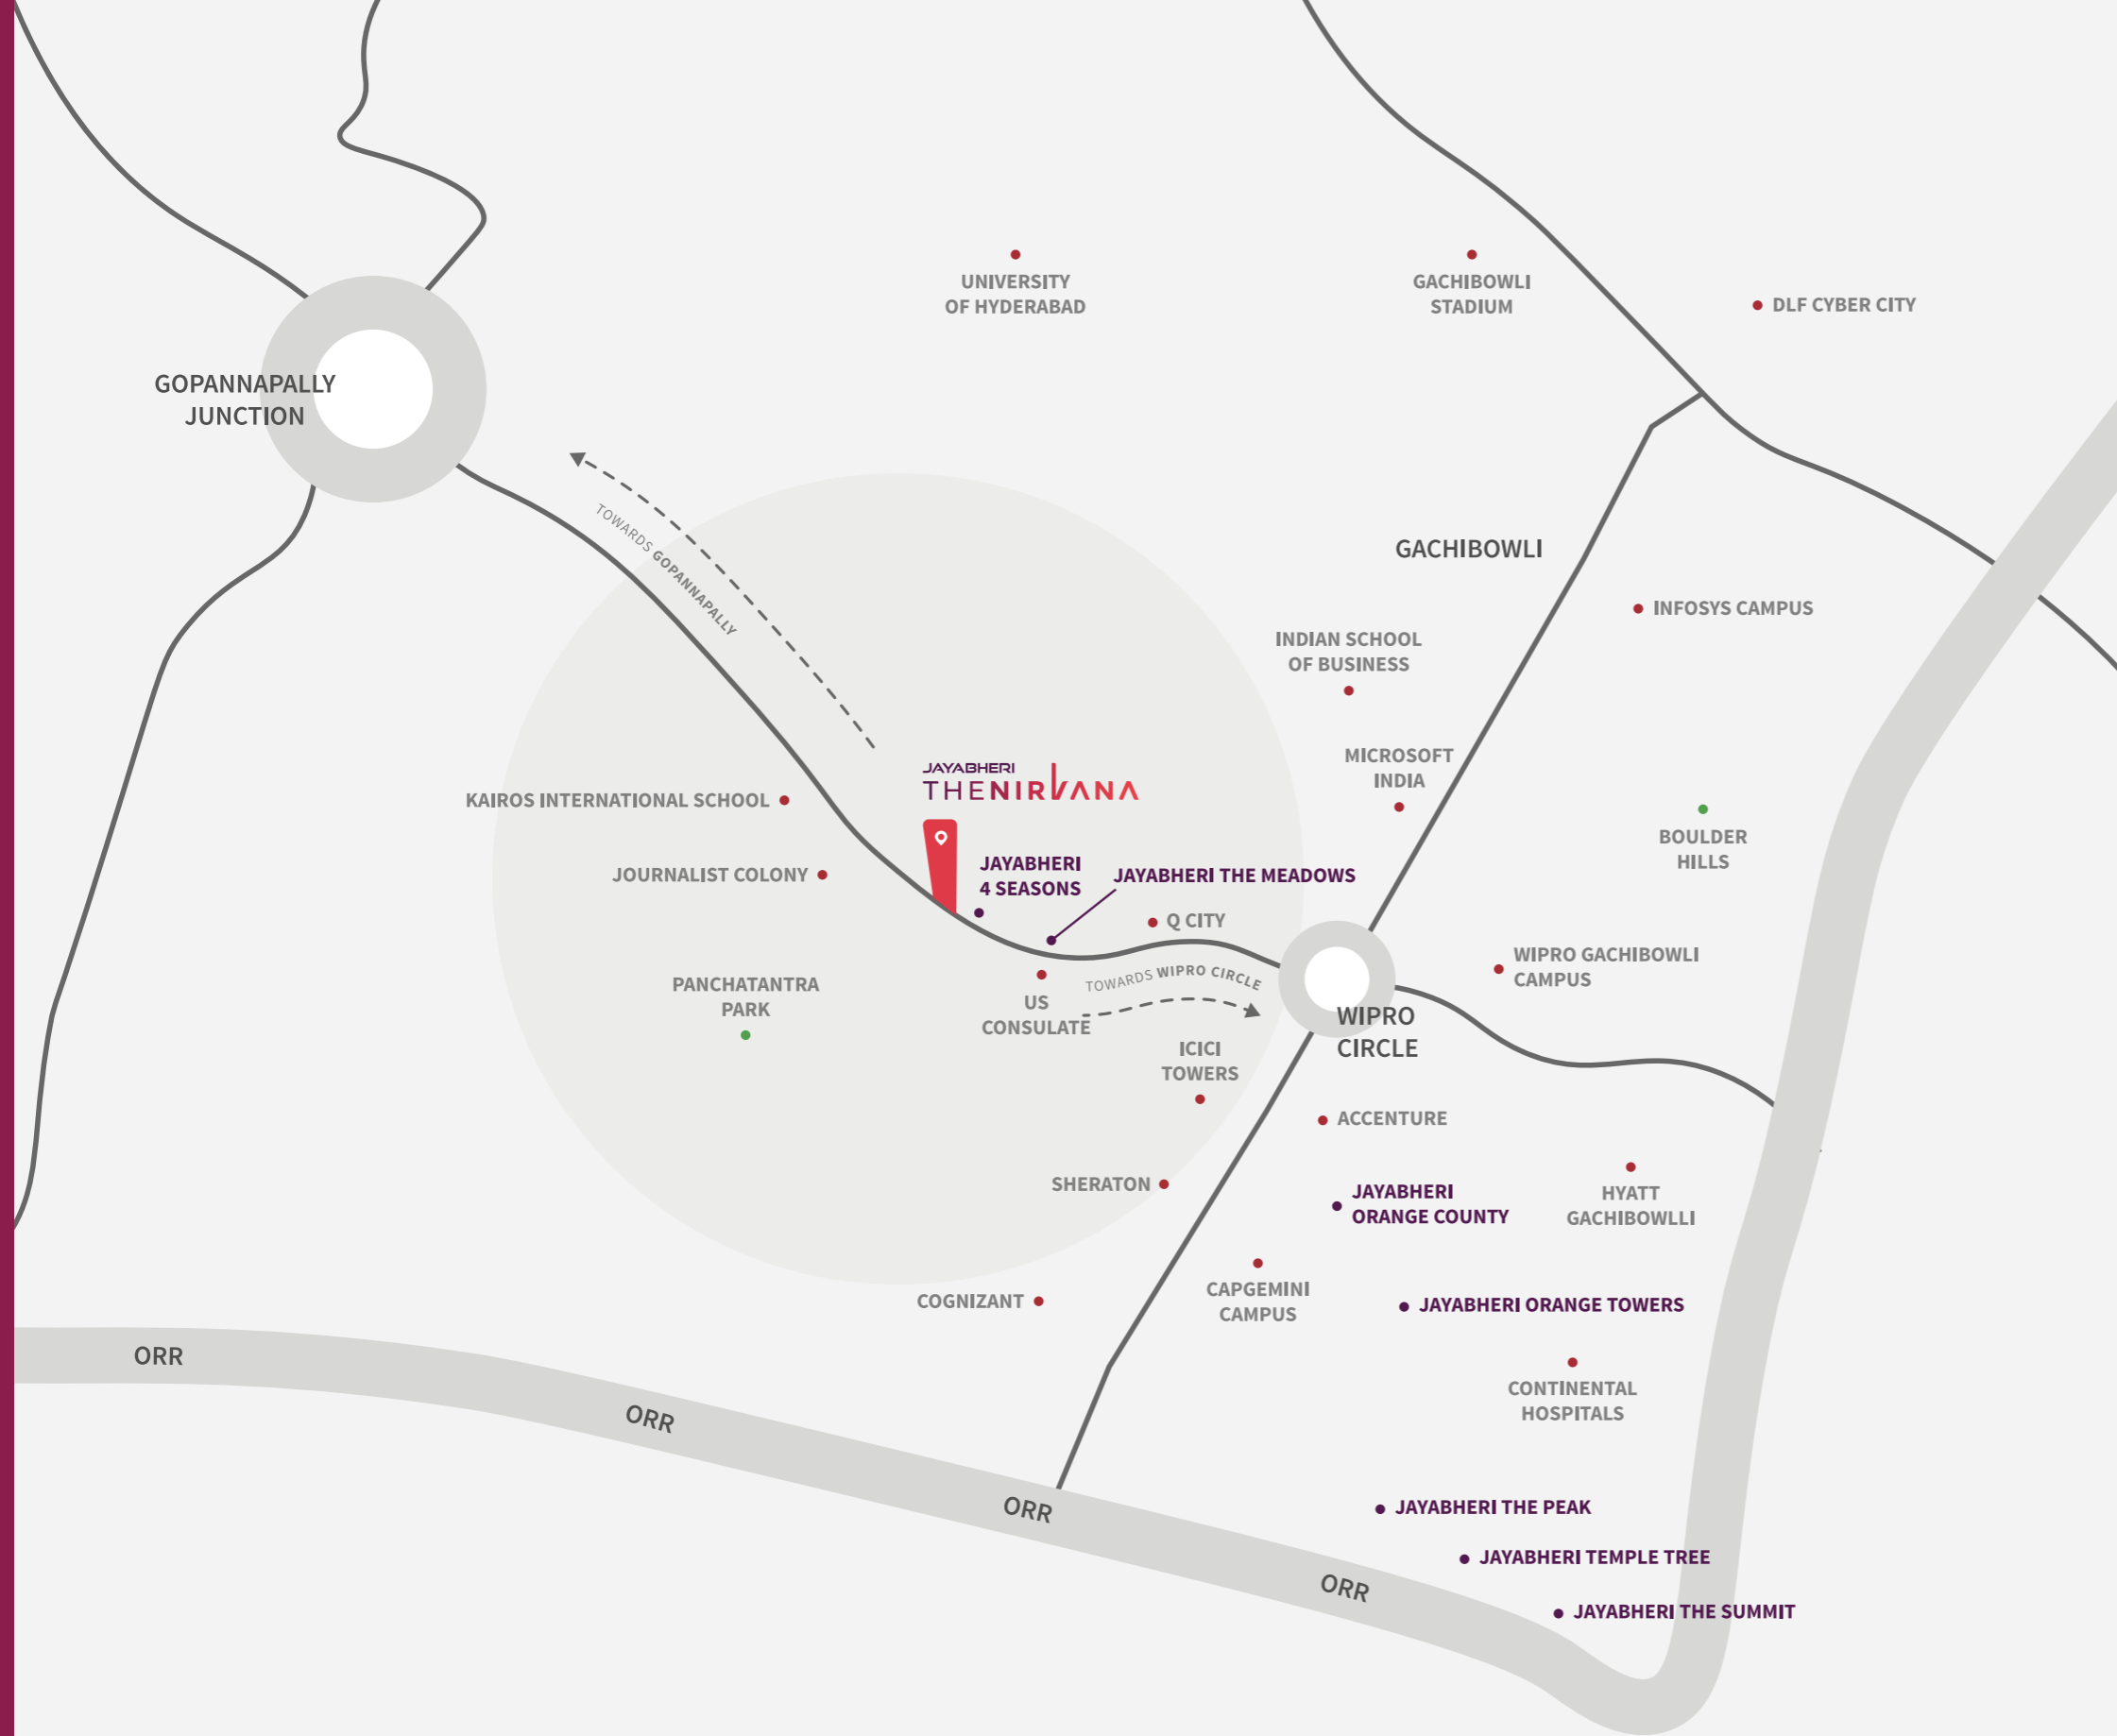 UNIVERSITY
OF HYDERABAD
GACHIBOWLI
STADIUM
DLF CYBER CITY
GOPANNAPALLY
JUNCTION
TOWARDS GOPANNAPALLY
GACHIBOWLI
INFOSYS CAMPUS
INDIAN SCHOOL
OF BUSINESS
MICROSOFT
INDIA
JAYABHERI
THE NIRVANA
KAIROS INTERNATIONAL SCHOOL
BOULDER
HILLS
JOURNALIST COLONY
JAYABHERI
4 SEASONS
JAYABHERI THE MEADOWS
Q CITY
WIPRO GACHIBOWLI
CAMPUS
PANCHATANTRA
PARK
US
CONSULATE
TOWARDS WIPRO CIRCLE
WIPRO
CIRCLE
ICICI
TOWERS
ACCENTURE
SHERATON
JAYABHERI
ORANGE COUNTY
HYATT
GACHIBOWLLI
COGNIZANT
CAPGEMINI
CAMPUS
JAYABHERI ORANGE TOWERS
ORR
CONTINENTAL
HOSPITALS
ORR
ORR
JAYABHERI THE PEAK
JAYABHERI TEMPLE TREE
ORR
JAYABHERI THE SUMMIT